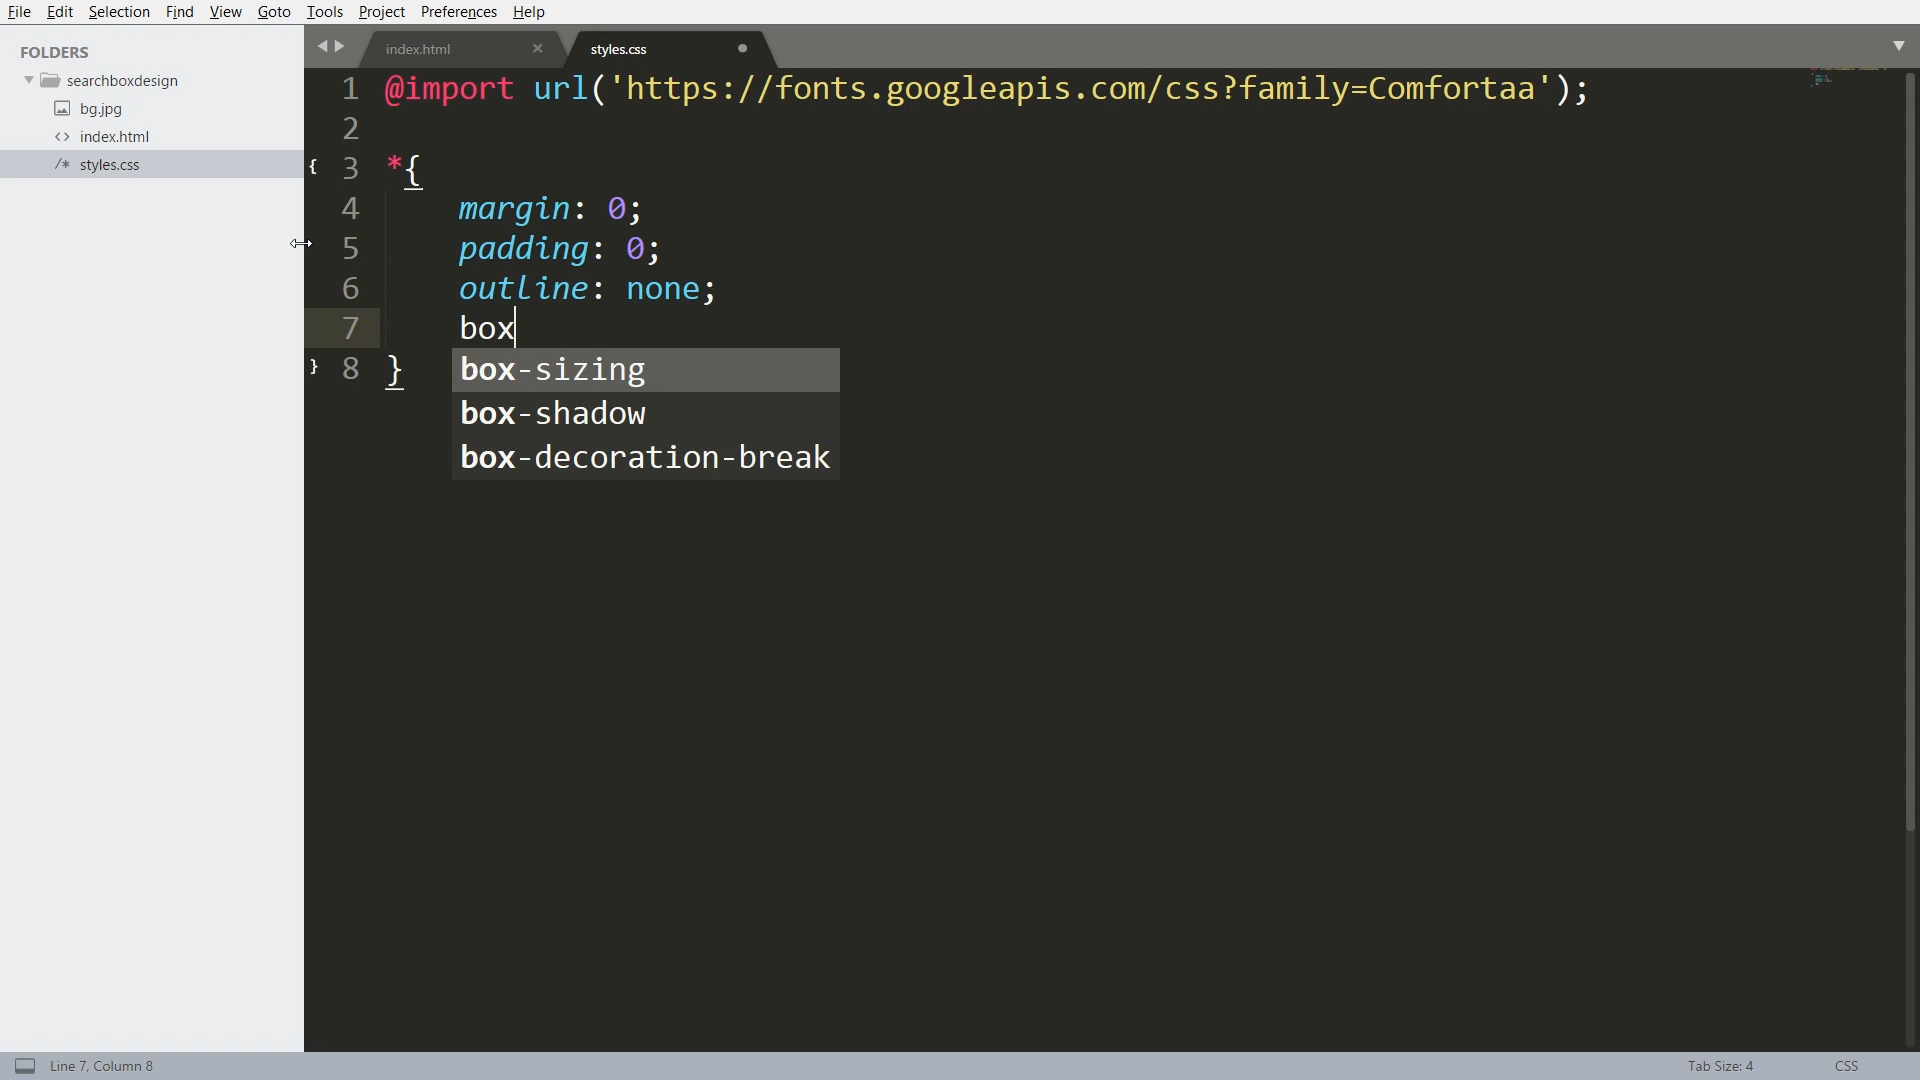 File Edit Selection Find View Goto Tools Project Preferences Help
FOLDERS
searchboxdesign
bg.jpg
<> index.html
/* styles.css
index.html ×
styles.css
1 @import url('https://fonts.googleapis.com/css?family=Comfortaa');
2
{ 3 *{
4 margin: 0;
5 padding: 0;
6 outline: none;
7 box
} 8 }
box-sizing
box-shadow
box-decoration-break
Line 7, Column 8
Tab Size: 4
CSS